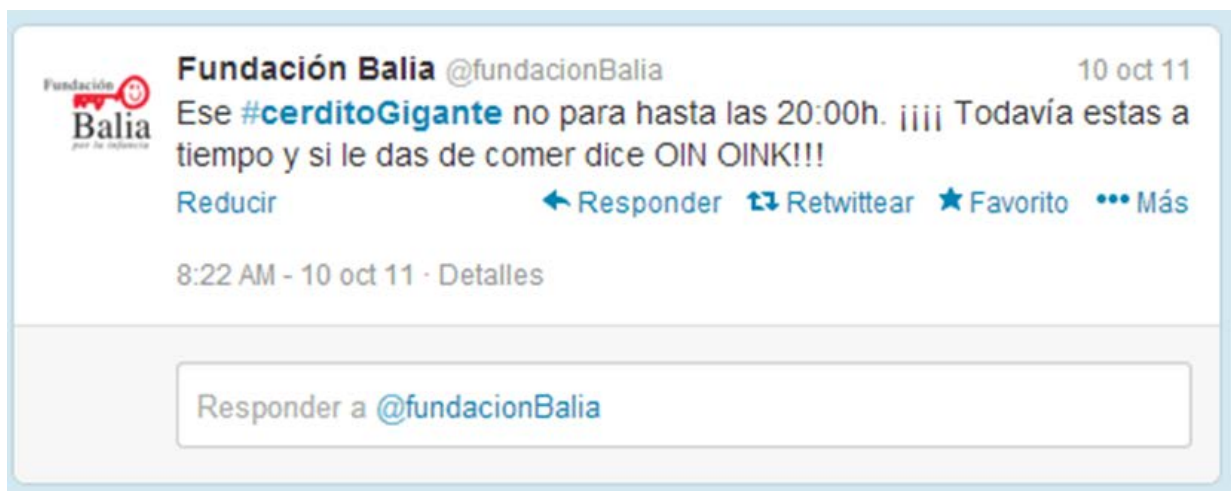 Fundación
Balia
por la infancia
Fundación Balia @fundacionBalia 10 oct 11
Ese #cerditoGigante no para hasta las 20:00h. ¡¡¡¡ Todavía estas a
tiempo y si le das de comer dice OIN OINK!!!
Reducir Responder Retwittear Favorito Más
8:22 AM - 10 oct 11 · Detalles
Responder a @fundacionBalia